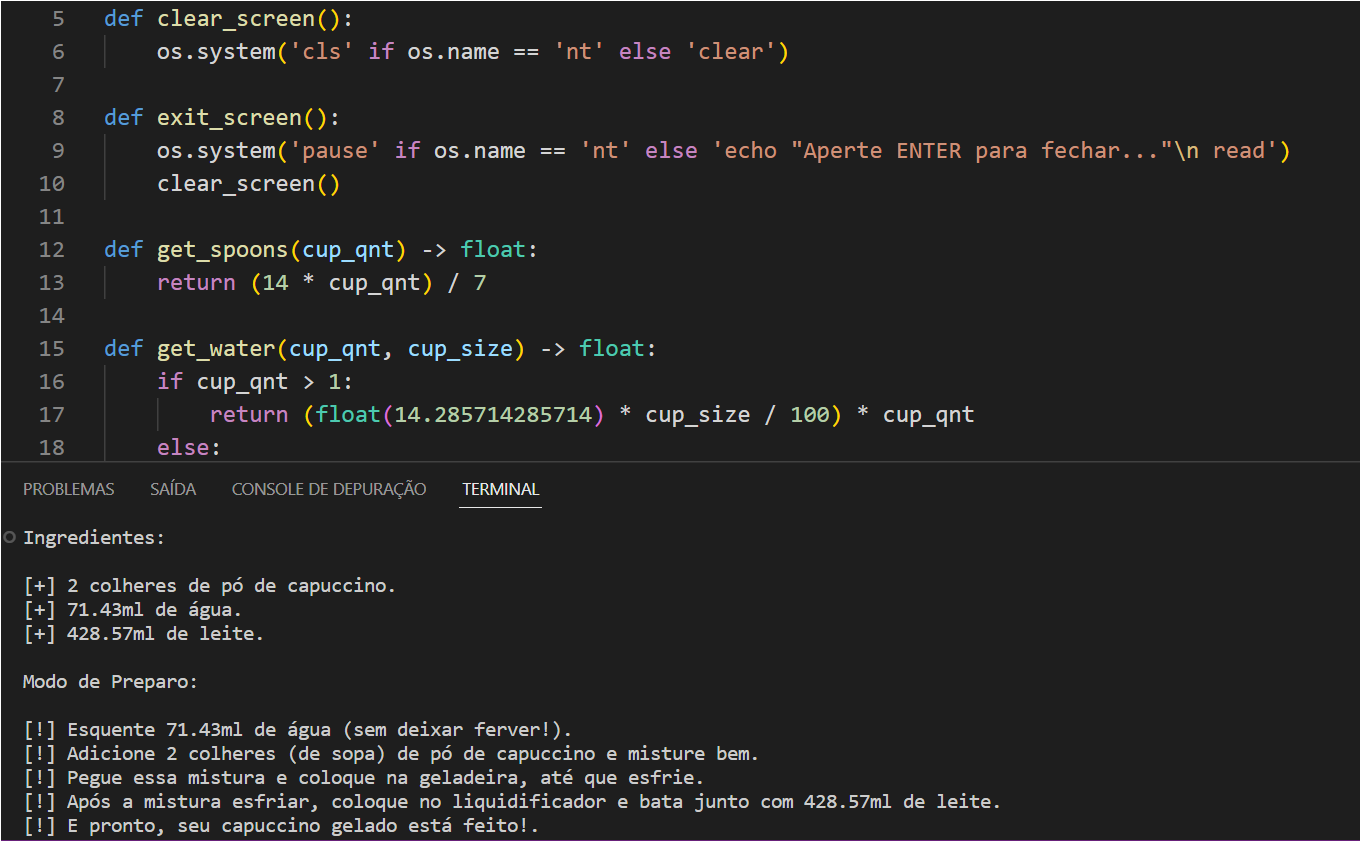 5 def clear_screen():
6     os.system('cls' if os.name == 'nt' else 'clear')
7
8 def exit_screen():
9     os.system('pause' if os.name == 'nt' else 'echo "Aperte ENTER para fechar..."\n read')
10     clear_screen()
11
12 def get_spoons(cup_qnt) -> float:
13     return (14 * cup_qnt) / 7
14
15 def get_water(cup_qnt, cup_size) -> float:
16     if cup_qnt > 1:
17         return (float(14.285714285714) * cup_size / 100) * cup_qnt
18     else:
PROBLEMAS SAÍDA CONSOLE DE DEPURAÇÃO TERMINAL
Ingredientes:
[+] 2 colheres de pó de capuccino.
[+] 71.43ml de água.
[+] 428.57ml de leite.
Modo de Preparo:
[!] Esquente 71.43ml de água (sem deixar ferver!).
[!] Adicione 2 colheres (de sopa) de pó de capuccino e misture bem.
[!] Pegue essa mistura e coloque na geladeira, até que esfrie.
[!] Após a mistura esfriar, coloque no liquidificador e bata junto com 428.57ml de leite.
[!] E pronto, seu capuccino gelado está feito!.